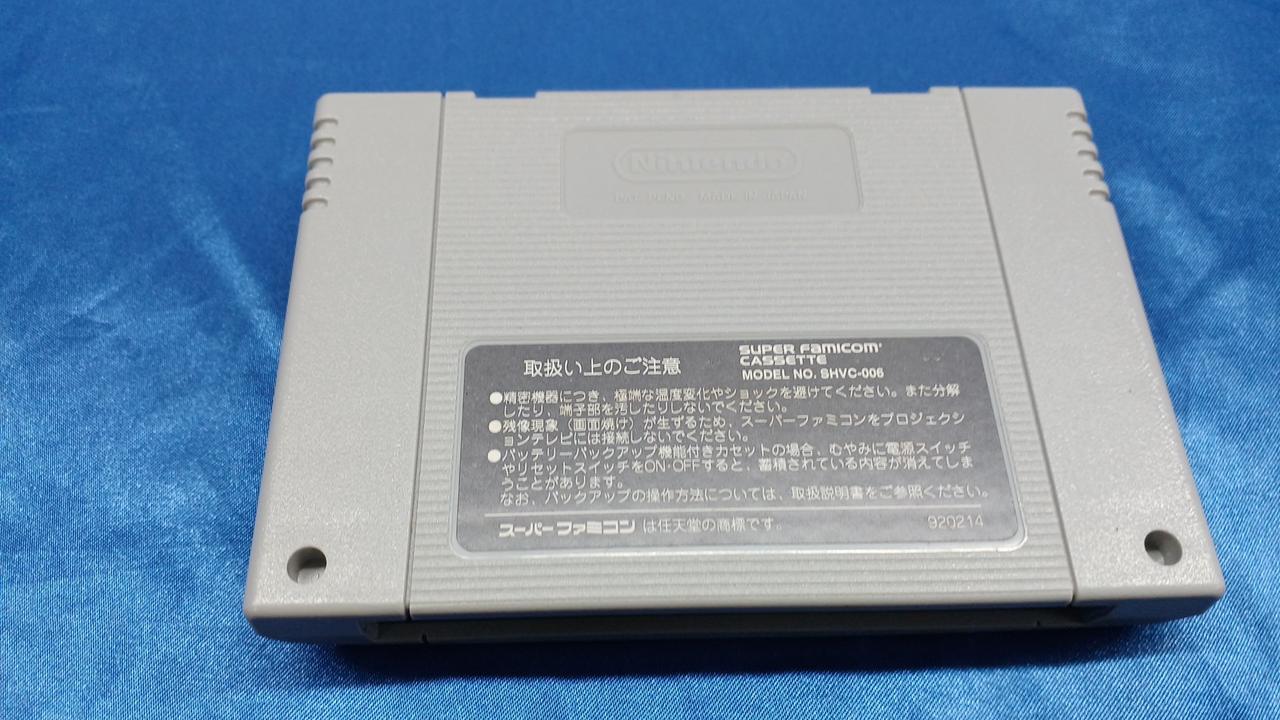 Nintendo
PAT. PEND. MADE IN JAPAN
取扱い上のご注意
SUPER Famicom
CASSETTE
MODEL NO. SHVC-006
●精密機器につき、極端な温度変化やショックを避けてください。また分解
したり、端子部を汚したりしないでください。
●残像現象(画面焼け)が生ずるため、スーパーファミコンをプロジェクシ
ョンテレビには接続しないでください。
●バッテリーバックアップ機能付きカセットの場合、むやみに電源スイッチ
やリセットスイッチをON・OFFすると、蓄積されている内容が消えてしま
うことがあります。
なお、バックアップの操作方法については、取扱説明書をご参照ください。
スーパーファミコン は任天堂の商標です。
920214